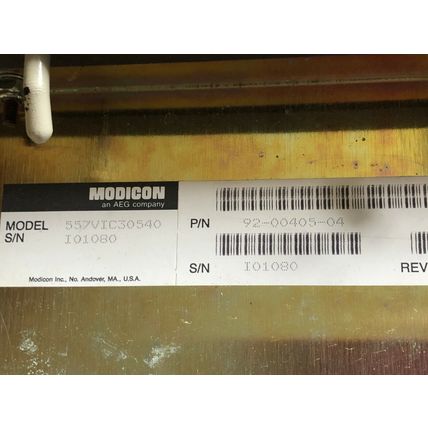 MODICON
an AEG company
MODEL 557VIC30540
S/N I01080
Modicon Inc., No. Andover, MA., U.S.A.
P/N 92-00405-04
S/N I01080
REV